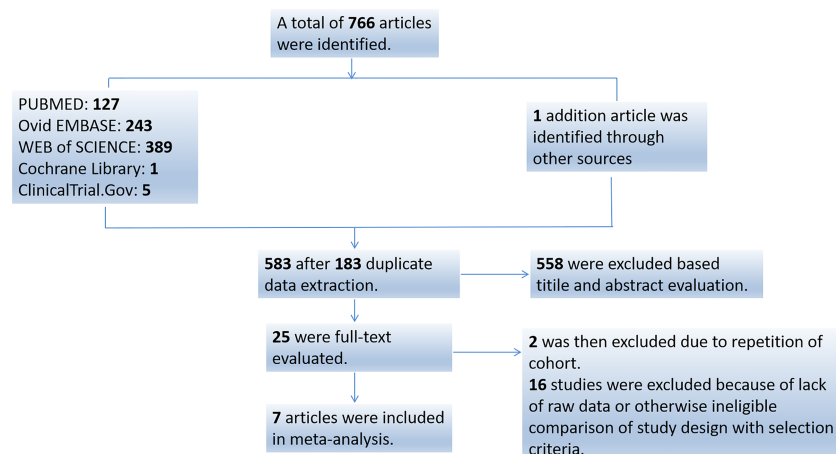 A total of 766 articles
were identified.
PUBMED: 127
Ovid EMBASE: 243
WEB of SCIENCE: 389
Cochrane Library: 1
ClinicalTrial.Gov: 5
1 addition article was
identified through
other sources
583 after 183 duplicate
data extraction.
558 were excluded based
titile and abstract evaluation.
25 were full-text
evaluated.
2 was then excluded due to repetition of
cohort.
16 studies were excluded because of lack
of raw data or otherwise ineligible
comparison of study design with selection
criteria.
7 articles were included
in meta-analysis.